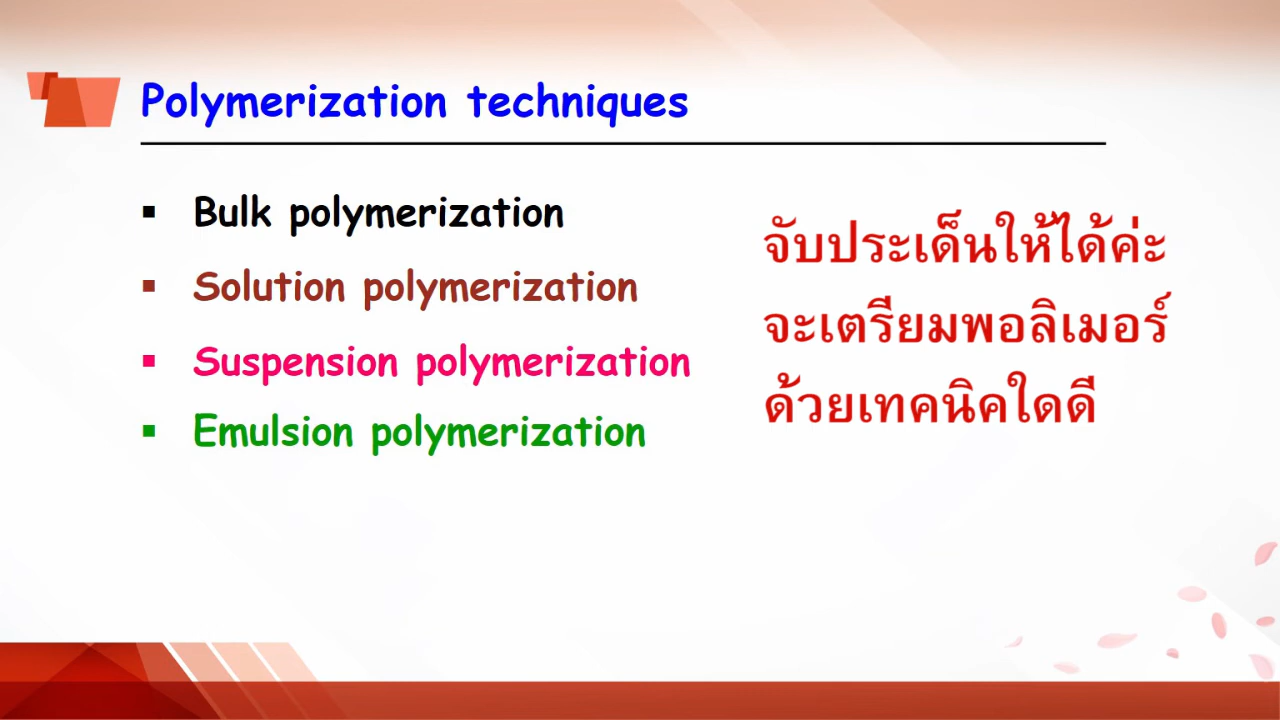 Polymerization techniques
▪ Bulk polymerization
▪ Solution polymerization
▪ Suspension polymerization
▪ Emulsion polymerization
จับประเด็นให้ได้ค่ะ
จะเตรียมพอลิเมอร์
ด้วยเทคนิคใดดี